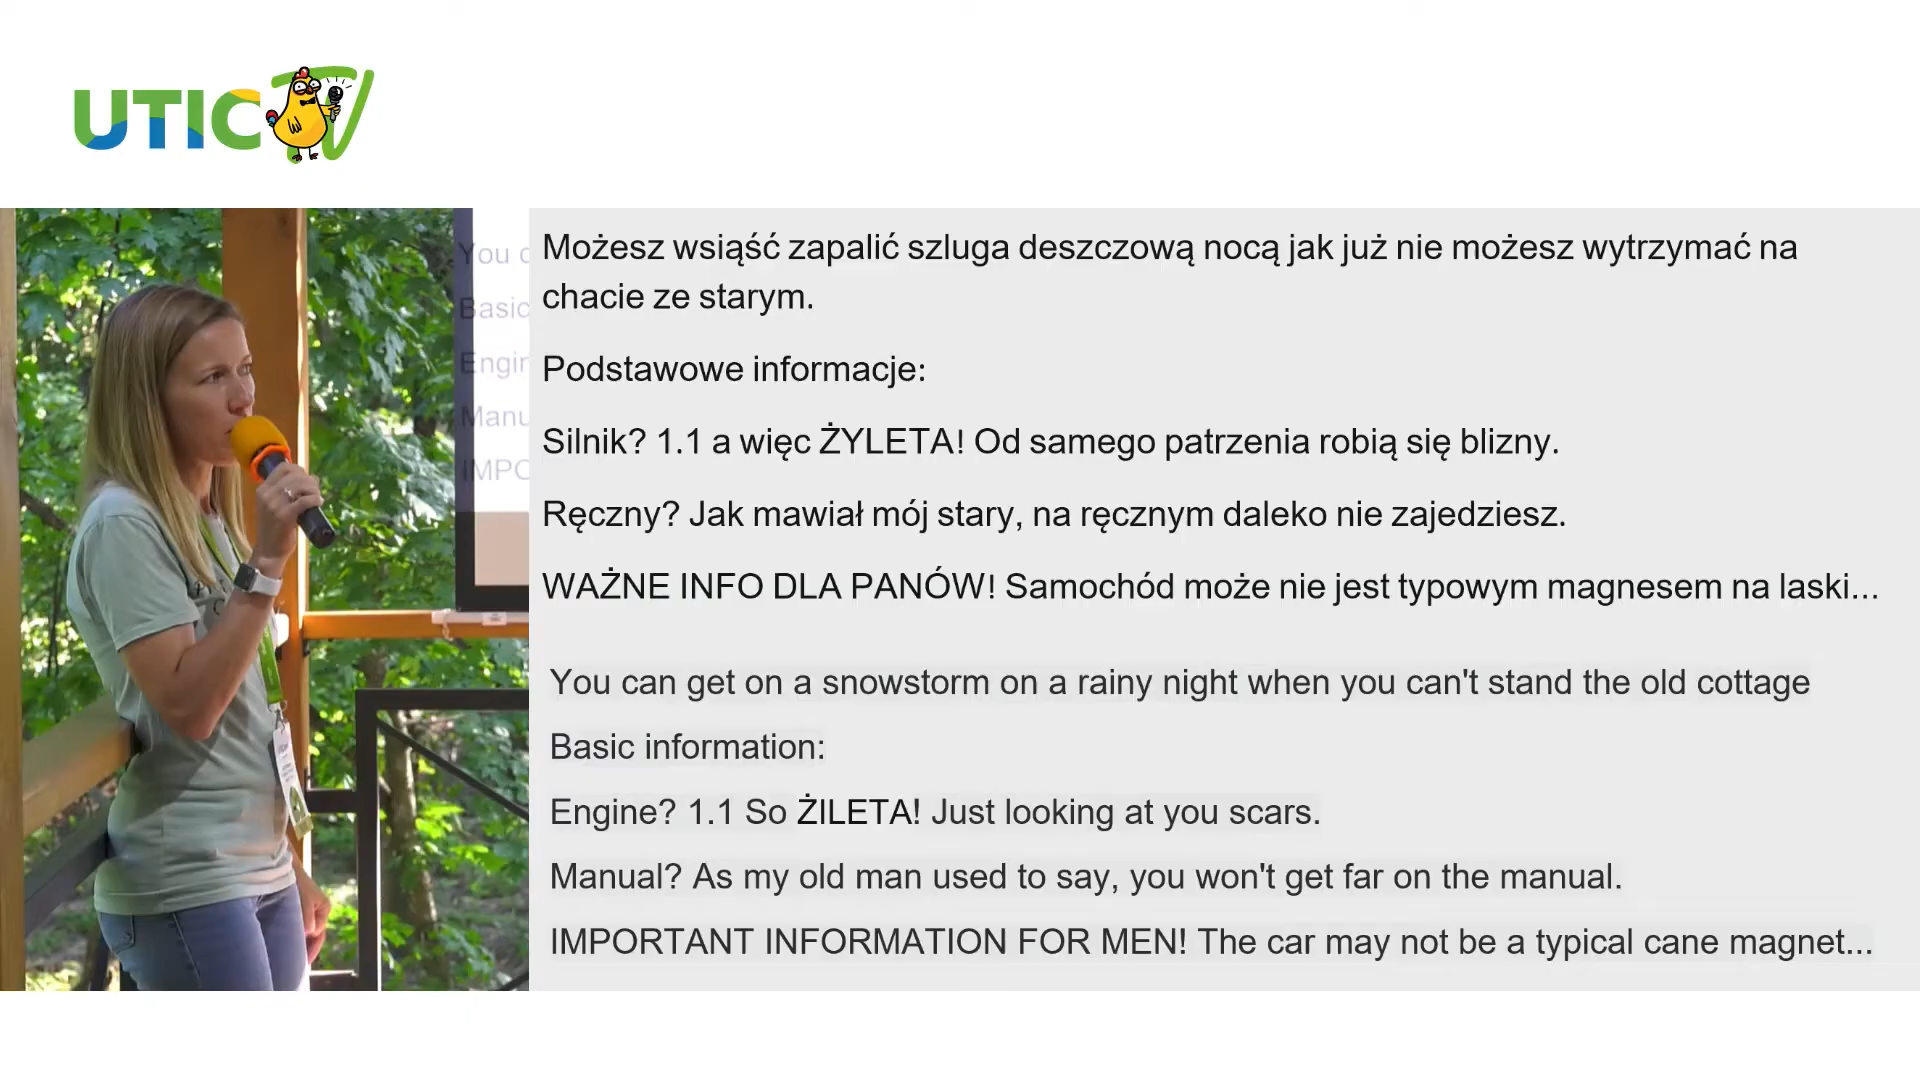 UTIC TV
Możesz wsiąść zapalić szluga deszczową nocą jak już nie możesz wytrzymać na
chacie ze starym.
Podstawowe informacje:
Silnik? 1.1 a więc ŻYLETA! Od samego patrzenia robią się blizny.
Ręczny? Jak mawiał mój stary, na ręcznym daleko nie zajedziesz.
WAŻNE INFO DLA PANÓW! Samochód może nie jest typowym magnesem na laski...
You can get on a snowstorm on a rainy night when you can't stand the old cottage
Basic information:
Engine? 1.1 So ŻILETA! Just looking at you scars.
Manual? As my old man used to say, you won't get far on the manual.
IMPORTANT INFORMATION FOR MEN! The car may not be a typical cane magnet...